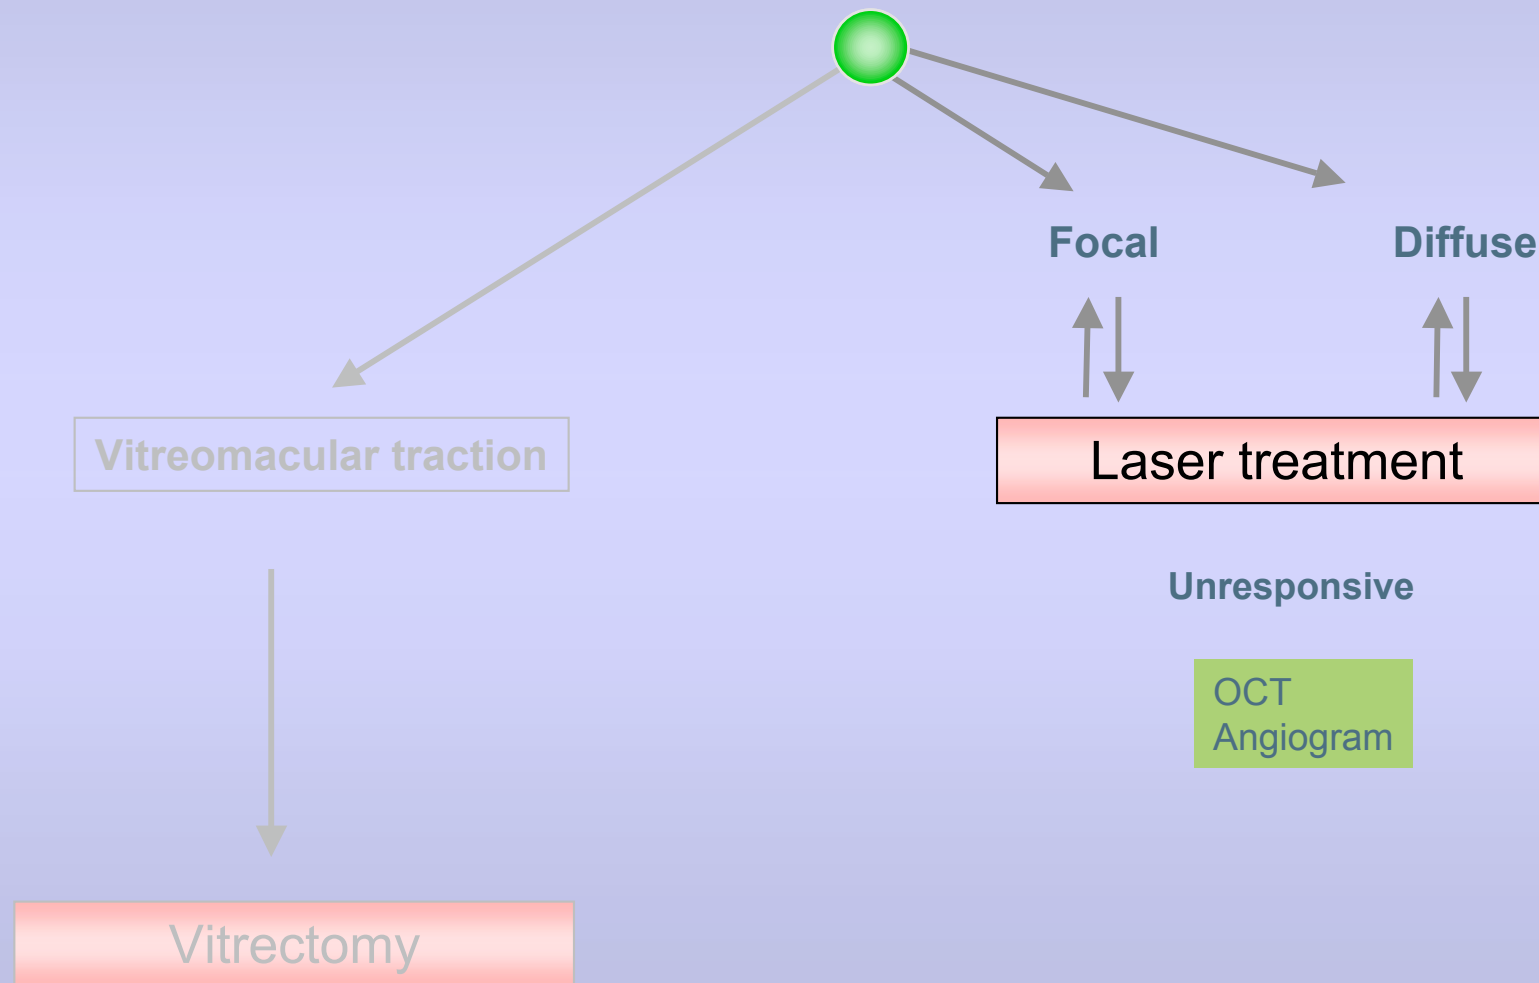 Focal
Diffuse
Vitreomacular traction
Laser treatment
Unresponsive
OCT
Angiogram
Vitrectomy